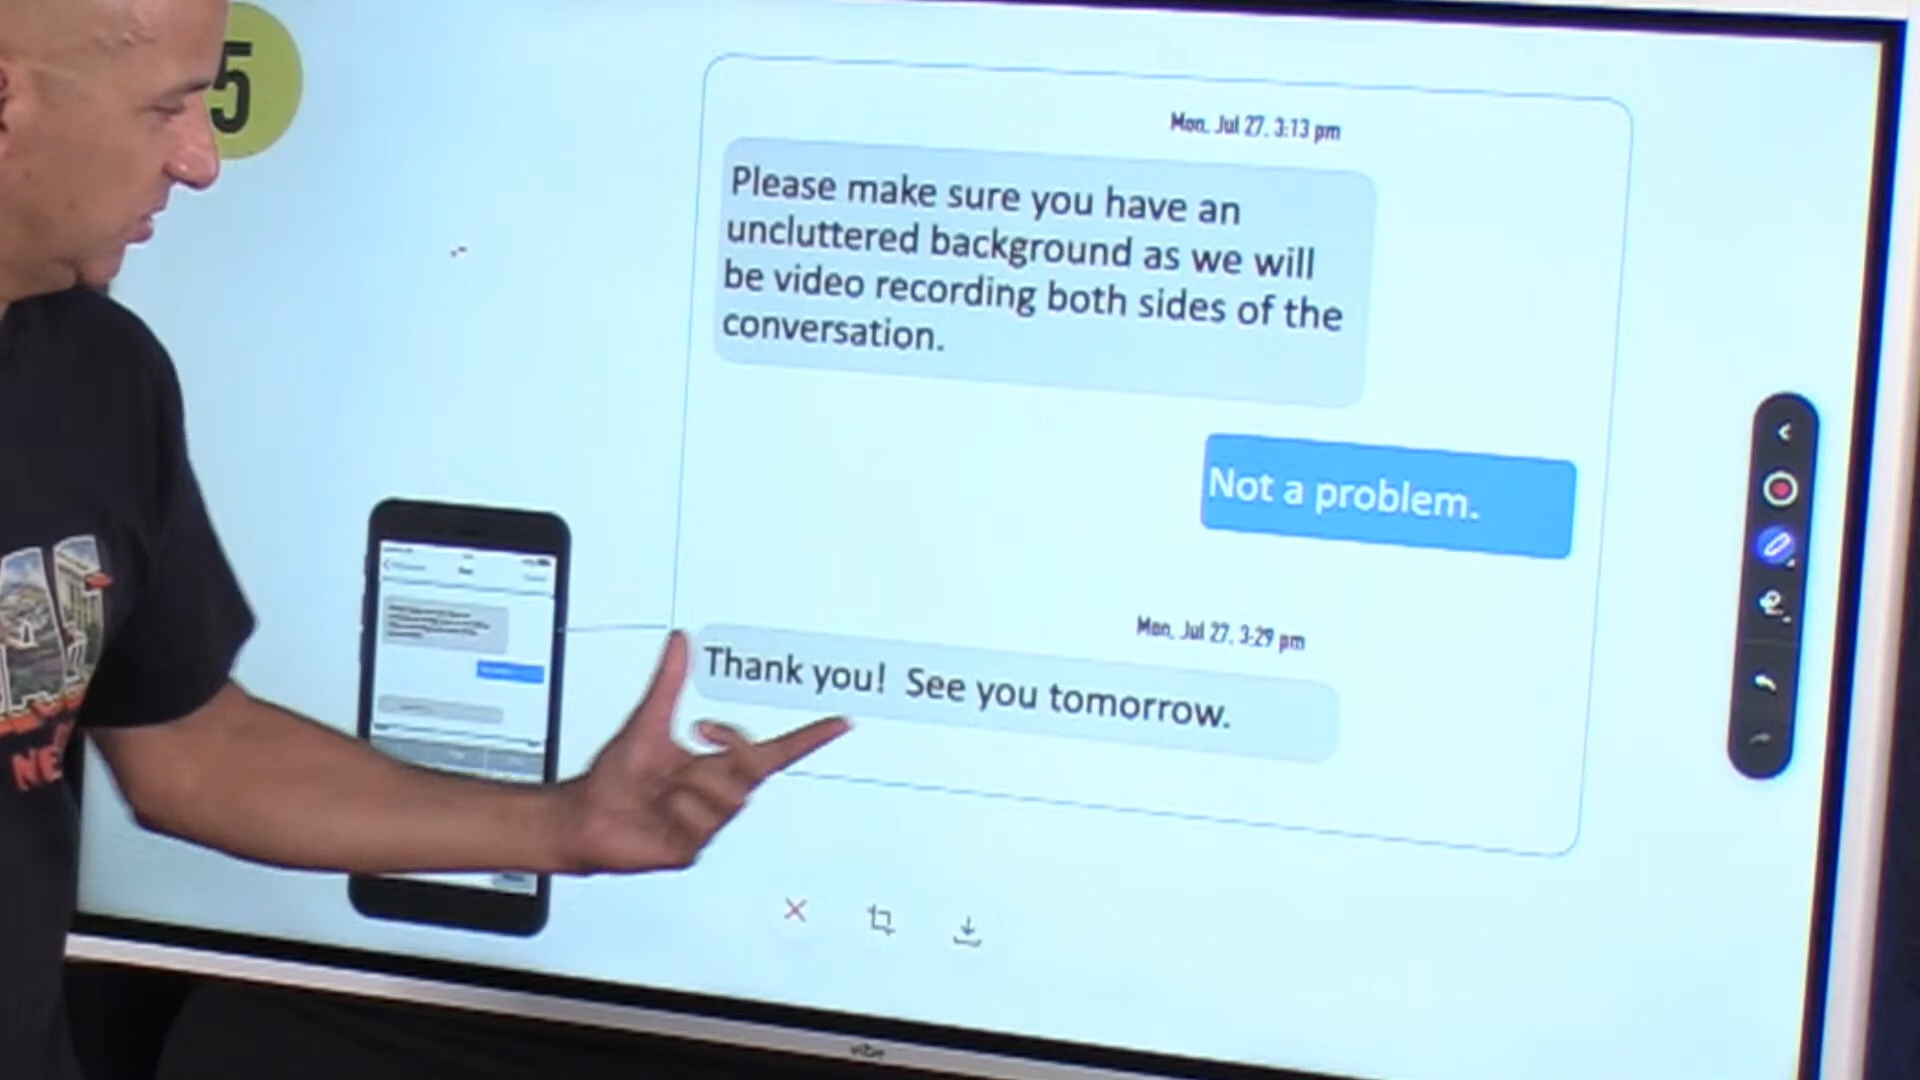 5
Mon, Jul 27, 3:13 pm
Please make sure you have an
uncluttered background as we will
be video recording both sides of the
conversation.
Not a problem.
Mon, Jul 27, 3:29 pm
Thank you! See you tomorrow.
NE
vibe